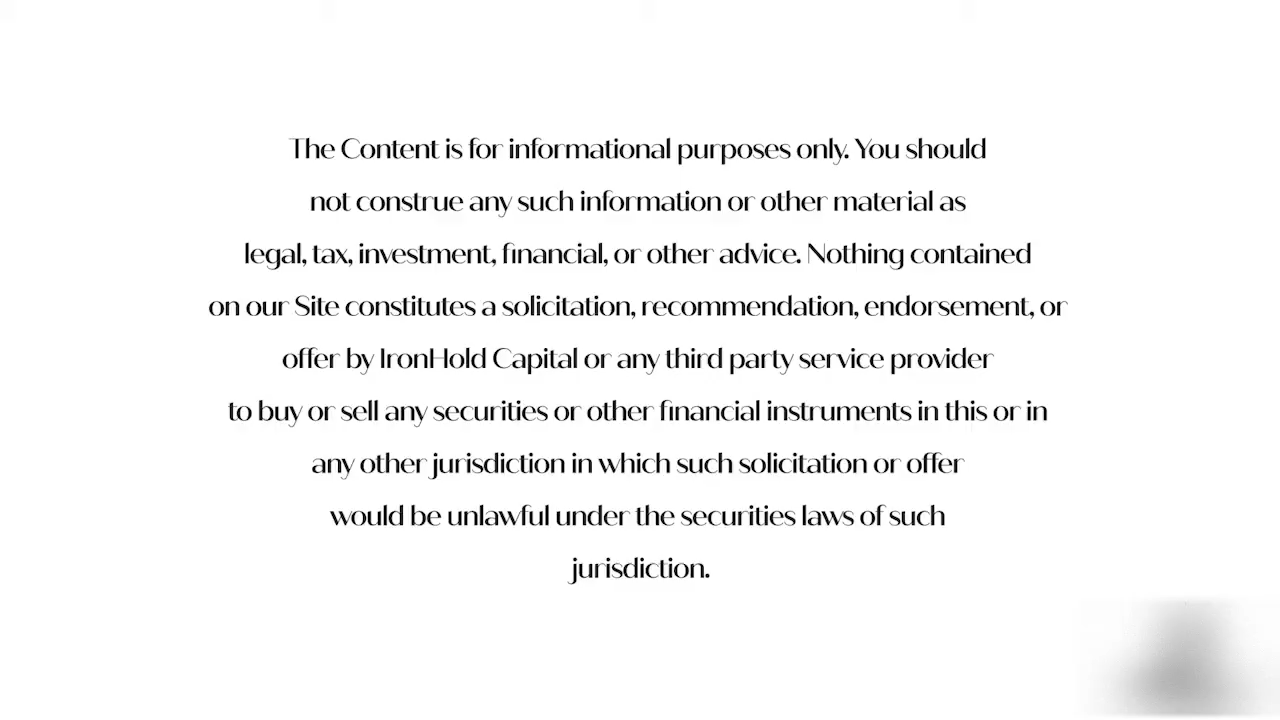 The Content is for informational purposes only. You should
not construe any such information or other material as
legal, tax, investment, financial, or other advice. Nothing contained
on our Site constitutes a solicitation, recommendation, endorsement, or
offer by IronHold Capital or any third party service provider
to buy or sell any securities or other financial instruments in this or in
any other jurisdiction in which such solicitation or offer
would be unlawful under the securities laws of such
jurisdiction.